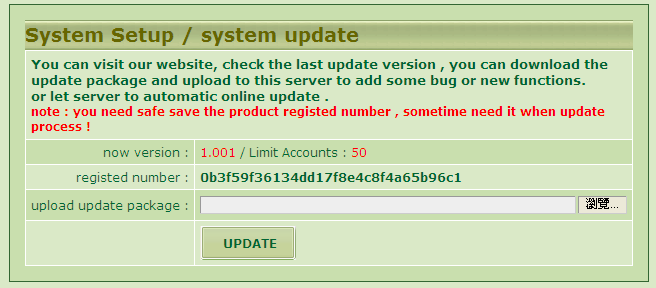 System Setup / system update
You can visit our website, check the last update version , you can download the
update package and upload to this server to add some bug or new functions.
or let server to automatic online update .
note : you need safe save the product registed number , sometime need it when update
process !
now version : 1.001 / Limit Accounts : 50
registed number : 0b3f59f36134dd17f8e4c8f4a65b96c1
upload update package : 瀏覽...
UPDATE